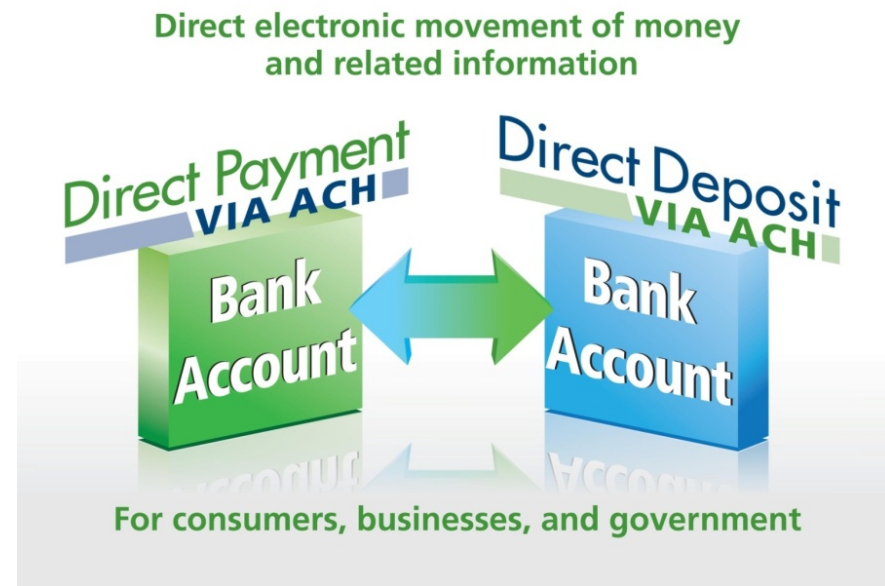 Direct electronic movement of money
and related information
Direct Payment
VIA ACH
Direct Deposit
VIA ACH
Bank
Account
Bank
Account
For consumers, businesses, and government